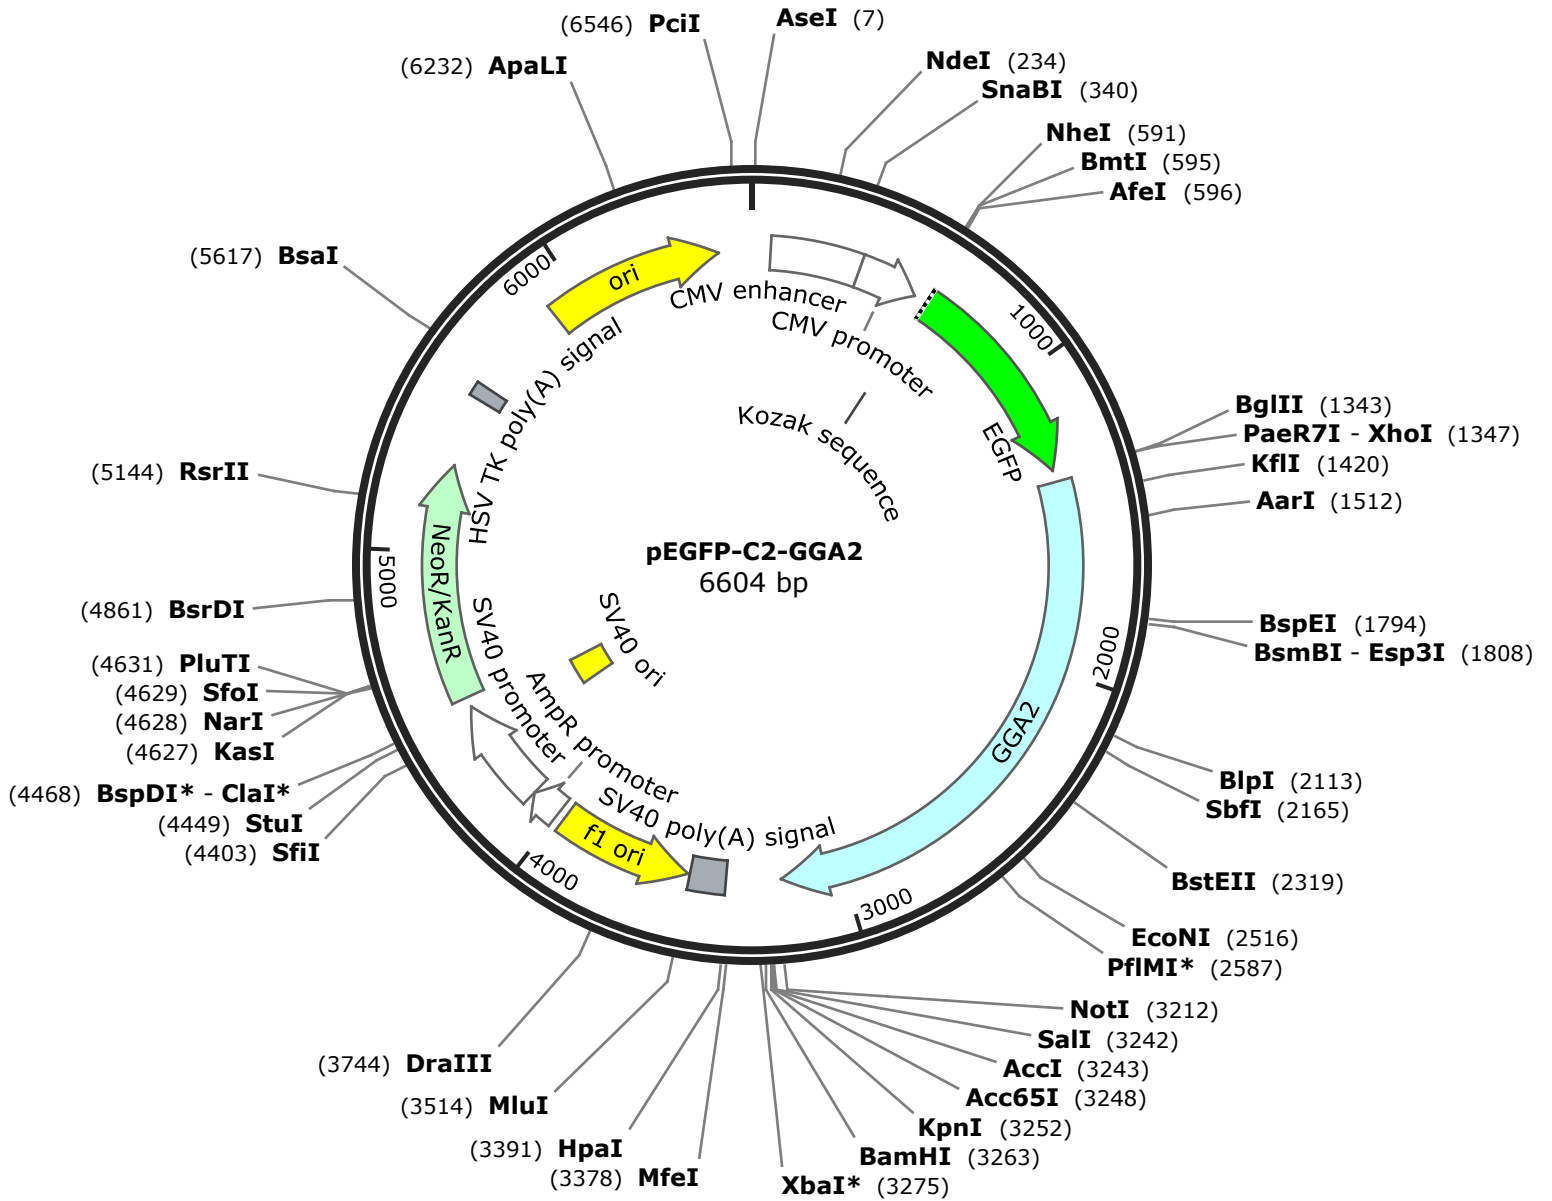 (6546) PciI
AseI (7)
(6232) ApaLI
NdeI (234)
SnaBI (340)
NheI (591)
BmtI (595)
AfeI (596)
(5617) BsaI
BglII (1343)
PaeR7I - XhoI (1347)
KflI (1420)
AarI (1512)
(5144) RsrII
BspEI (1794)
BsmBI - Esp3I (1808)
(4861) BsrDI
(4631) PluTI
(4629) SfoI
(4628) NarI
(4627) KasI
(4468) BspDI* - ClaI*
(4449) StuI
(4403) SfiI
BlpI (2113)
SbfI (2165)
BstEII (2319)
EcoNI (2516)
PflMI* (2587)
NotI (3212)
SalI (3242)
AccI (3243)
Acc65I (3248)
KpnI (3252)
BamHI (3263)
XbaI* (3275)
(3744) DraIII
(3514) MluI
(3391) HpaI
(3378) MfeI
1000
2000
3000
4000
5000
6000
ori
CMV enhancer
CMV promoter
Kozak sequence
EGFP
HSV TK poly(A) signal
NeoR/KanR
SV40 ori
SV40 promoter
AmpR promoter
SV40 poly(A) signal
f1 ori
GGA2
pEGFP-C2-GGA2
6604 bp